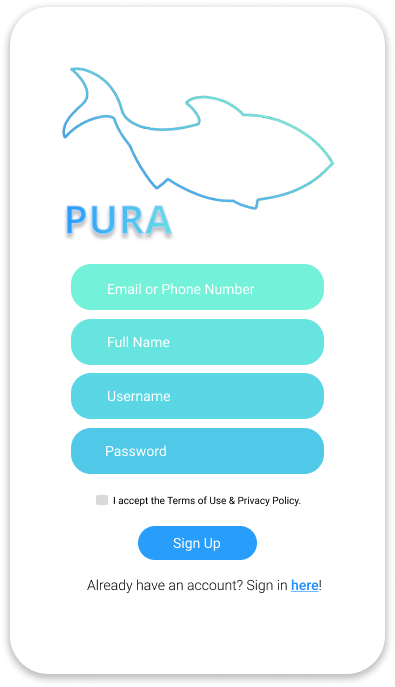 PURA
Email or Phone Number
Full Name
Username
Password
I accept the Terms of Use & Privacy Policy.
Sign Up
Already have an account? Sign in here!